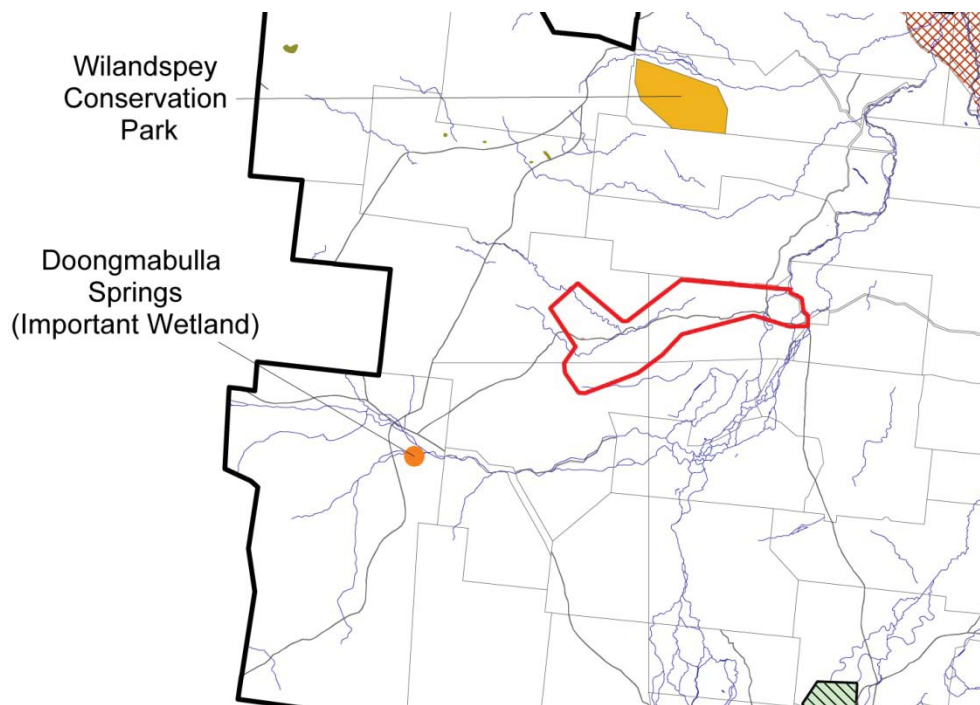 Wilandspey
Conservation
Park
Doongmabulla
Springs
(Important Wetland)